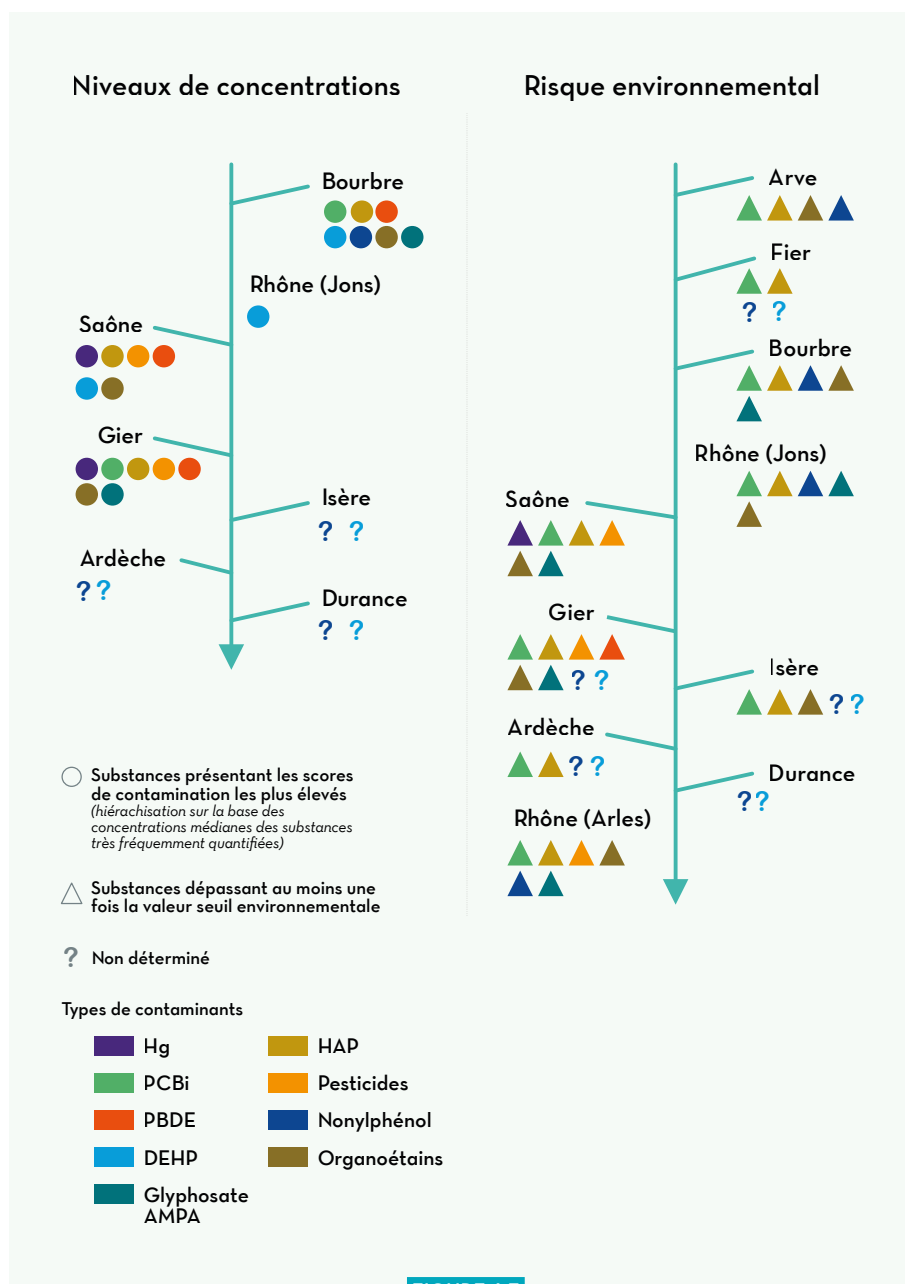 Niveaux de concentrations
Bourbre
Rhône (Jons)
Saône
Gier
Isère
? ?
Ardèche
? ?
Durance
? ?
Risque environnemental
Arve
Fier
? ?
Bourbre
Rhône (Jons)
Saône
Gier
? ?
Isère
? ?
Ardèche
? ?
Durance
? ?
Rhône (Arles)
Substances présentant les scores
de contamination les plus élevés
(hiérachisation sur la base des
concentrations médianes des substances
très fréquemment quantifiées)
Substances dépassant au moins une
fois la valeur seuil environnementale
? Non déterminé
Types de contaminants
Hg
HAP
PCBi
Pesticides
PBDE
Nonylphénol
DEHP
Organoétains
Glyphosate
AMPA